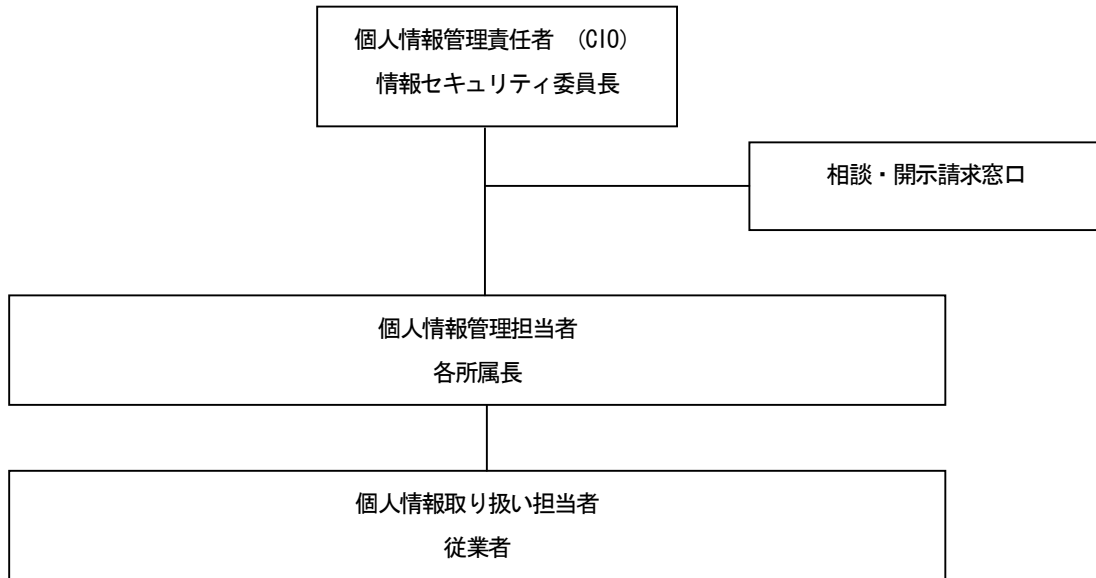 個人情報管理責任者　(CIO)
情報セキュリティ委員長
相談・開示請求窓口
個人情報管理担当者
各所属長
個人情報取り扱い担当者
従業者